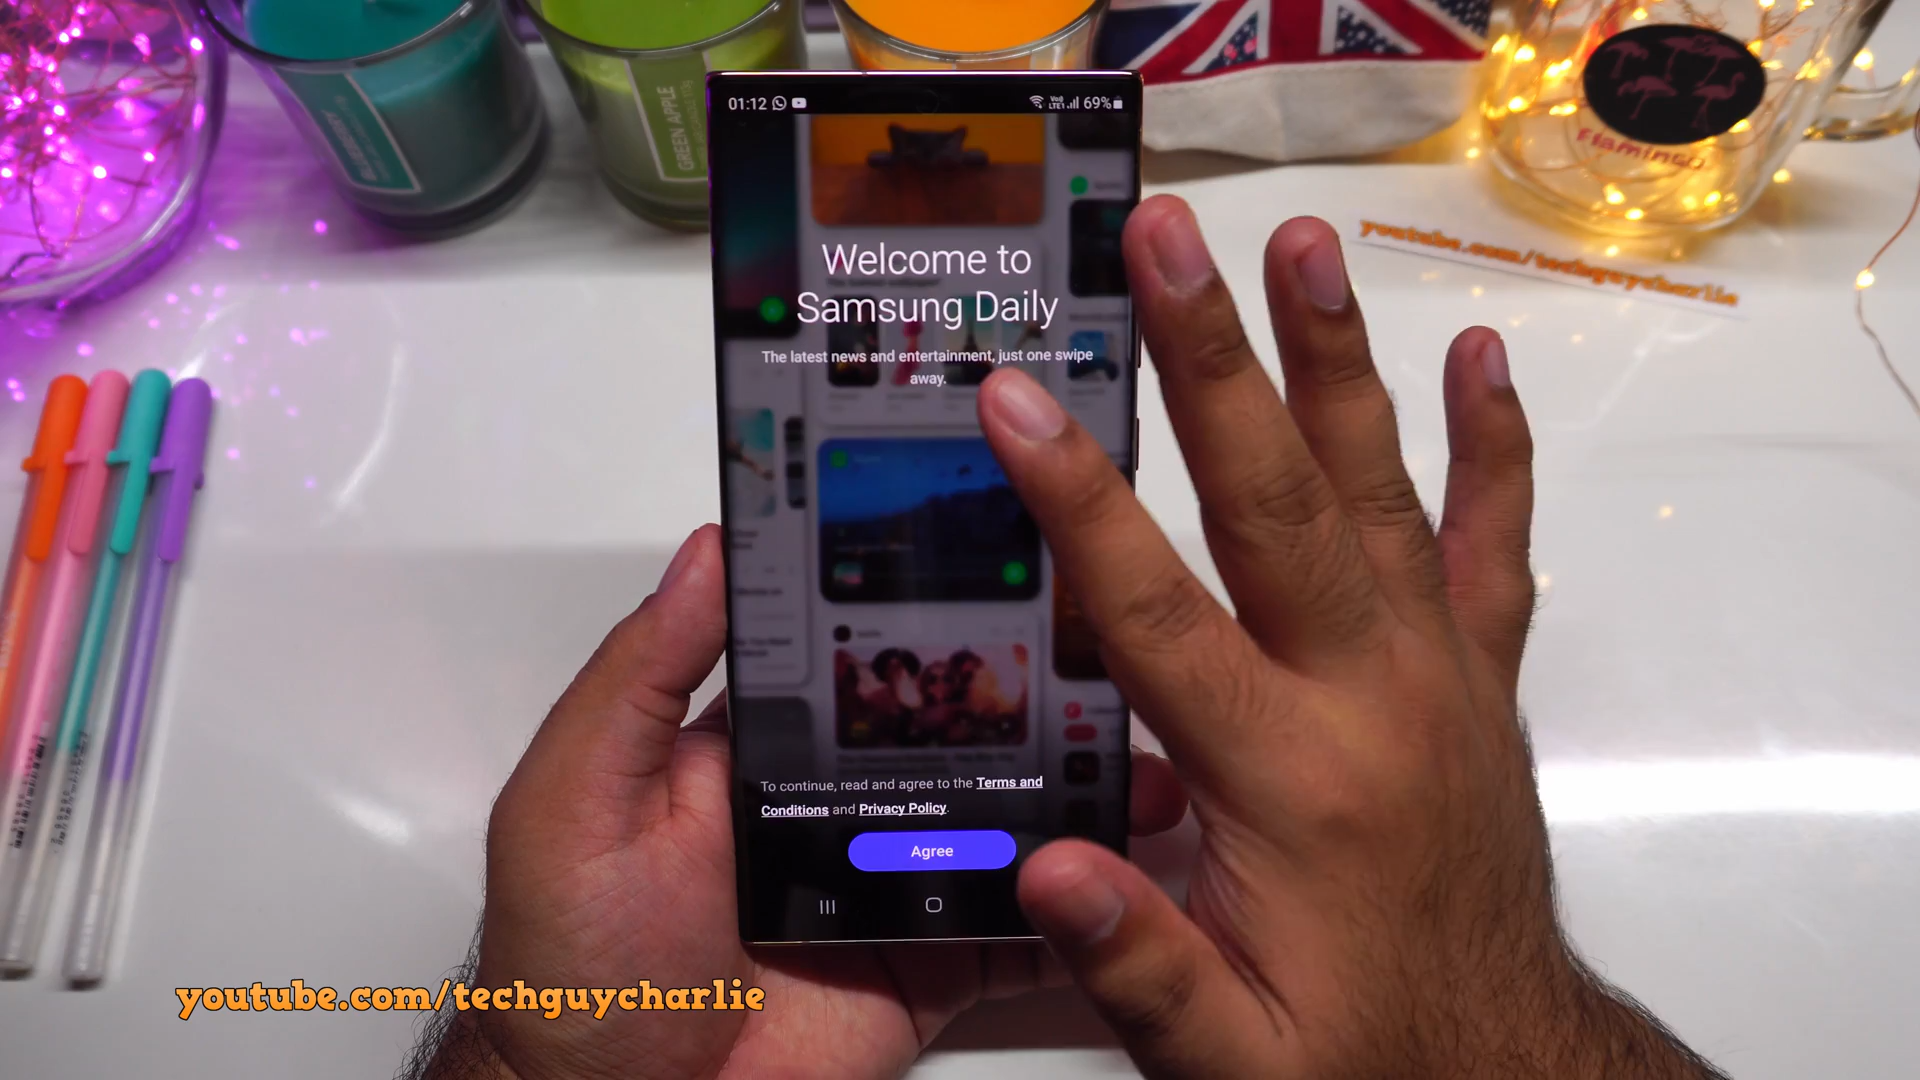 01:12
Vo)) LTE1 69%
GREEN APPLE
Flamingo
youtube.com/techguycharlie
Welcome to
Samsung Daily
The latest news and entertainment, just one swipe
away.
To continue, read and agree to the Terms and
Conditions and Privacy Policy.
Agree
youtube.com/techguycharlie